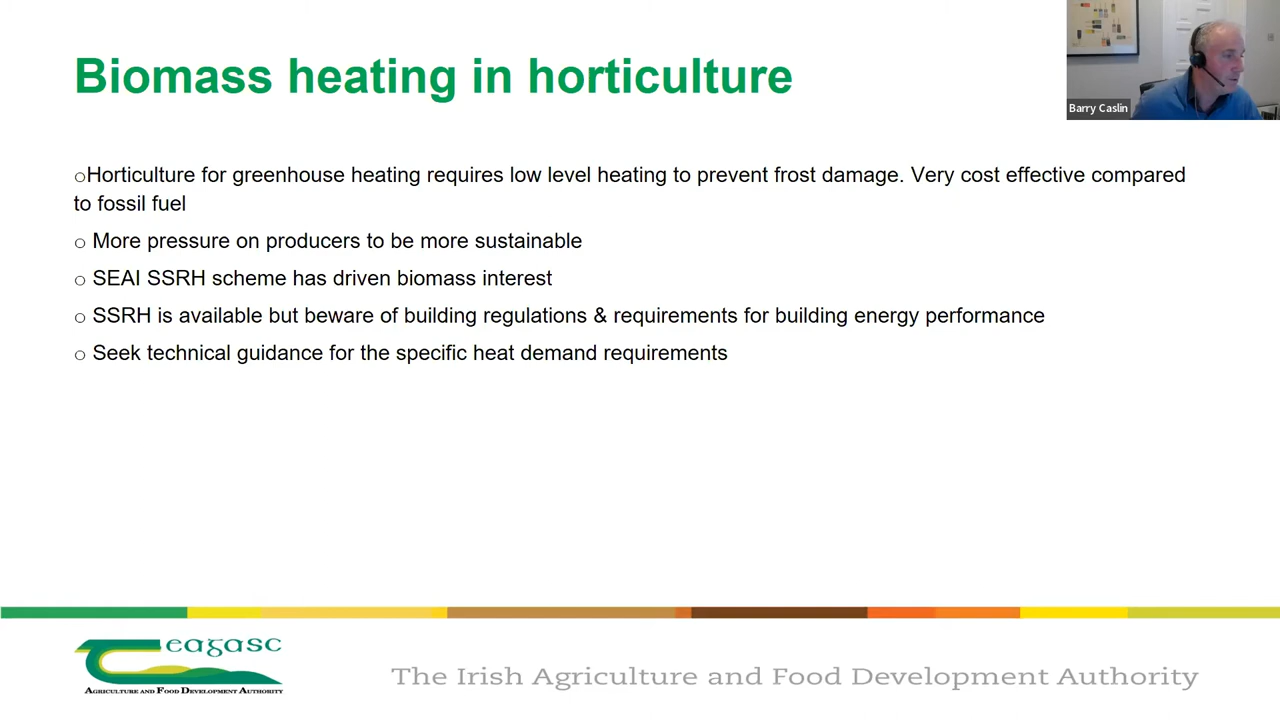 Biomass heating in horticulture
Barry Caslin
○Horticulture for greenhouse heating requires low level heating to prevent frost damage. Very cost effective compared
to fossil fuel
○ More pressure on producers to be more sustainable
○ SEAI SSRH scheme has driven biomass interest
○ SSRH is available but beware of building regulations & requirements for building energy performance
○ Seek technical guidance for the specific heat demand requirements
eagasc
AGRICULTURE AND FOOD DEVELOPMENT AUTHORITY
The Irish Agriculture and Food Development Authority